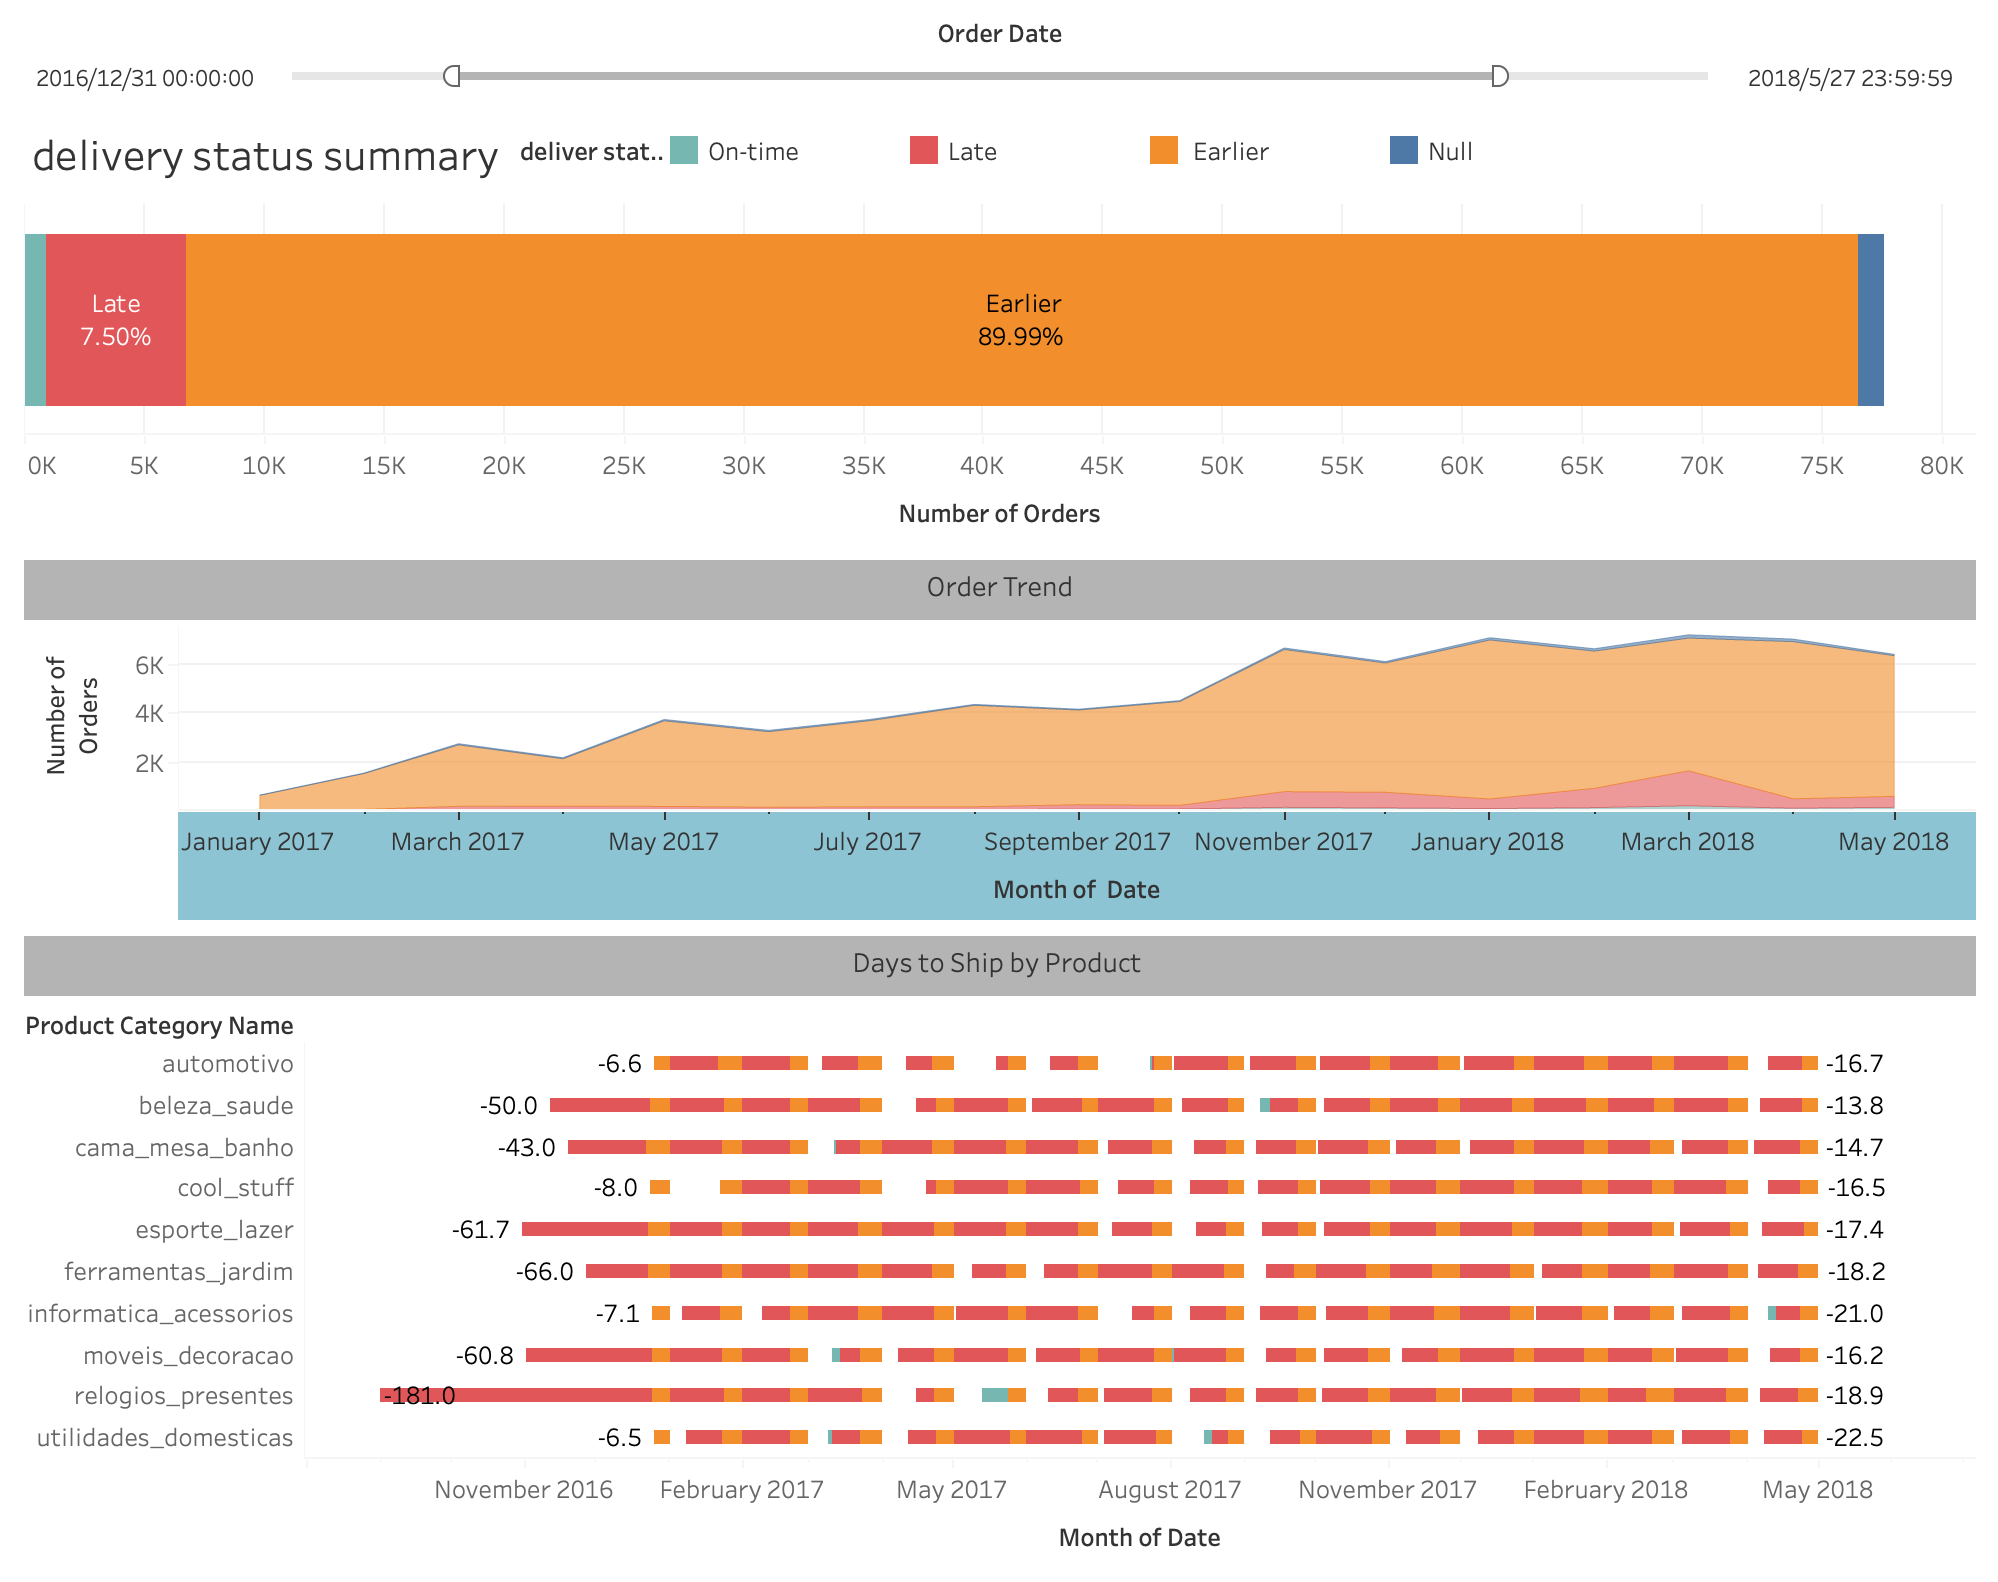 Order Date
2016/12/31 00:00:00
2018/5/27 23:59:59
delivery status summary
deliver stat..
On-time
Late
Earlier
Null
Late
7.50%
Earlier
89.99%
0K 5K 10K 15K 20K 25K 30K 35K 40K 45K 50K 55K 60K 65K 70K 75K 80K
Number of Orders
Order Trend
Number of
Orders
6K
4K
2K
January 2017 March 2017 May 2017 July 2017 September 2017 November 2017 January 2018 March 2018 May 2018
Month of  Date
Days to Ship by Product
Product Category Name
automotivo -6.6 -16.7
beleza_saude -50.0 -13.8
cama_mesa_banho -43.0 -14.7
cool_stuff -8.0 -16.5
esporte_lazer -61.7 -17.4
ferramentas_jardim -66.0 -18.2
informatica_acessorios -7.1 -21.0
moveis_decoracao -60.8 -16.2
relogios_presentes -181.0 -18.9
utilidades_domesticas -6.5 -22.5
November 2016 February 2017 May 2017 August 2017 November 2017 February 2018 May 2018
Month of Date